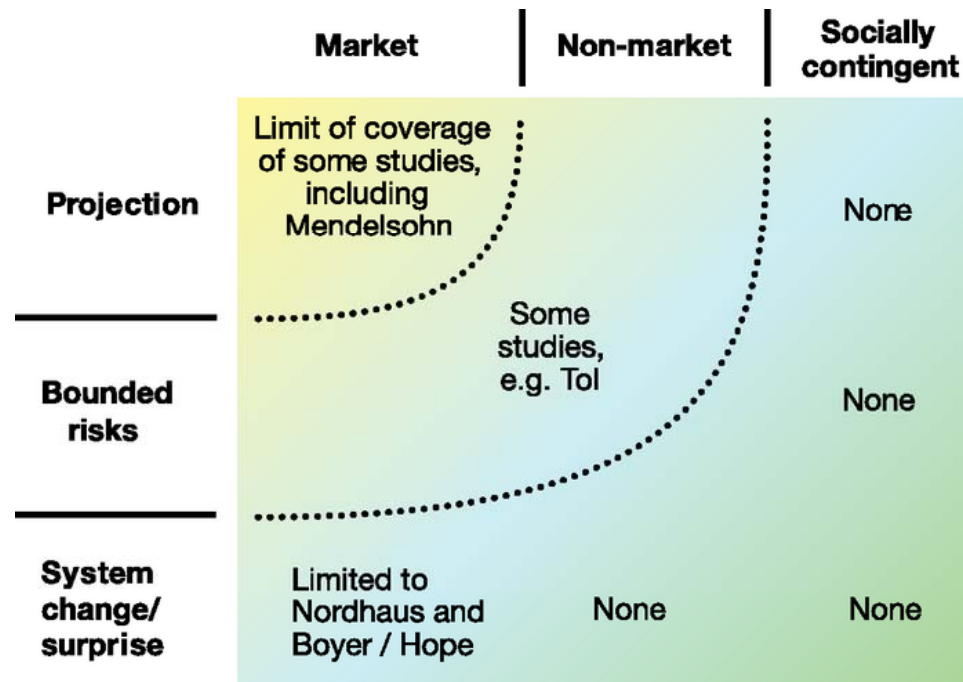 Market
Non-market
Socially
contingent
Projection
Limit of coverage
of some studies,
including
Mendelsohn
None
Bounded
risks
Some
studies,
e.g. Tol
None
System
change/
surprise
Limited to
Nordhaus and
Boyer / Hope
None
None